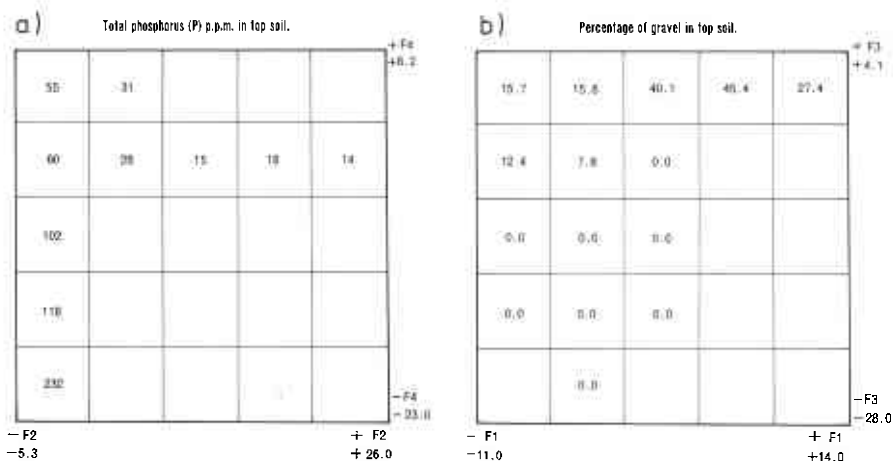 a) Total phosphorus (P) p.p.m. in top soil.
+ F4
+6.2
55 31
60 28 15 18 14
102
118
232
- F4
- 23.0
- F2 + F2
-5.3 + 26.0
b) Percentage of gravel in top soil.
+ F3
+4.1
15.7 15.8 40.1 45.4 27.4
12.4 7.8 0.0
0.0 0.0 0.0
0.0 0.0 0.0
0.0
- F3
- 28.0
- F1 + F1
-11.0 +14.0